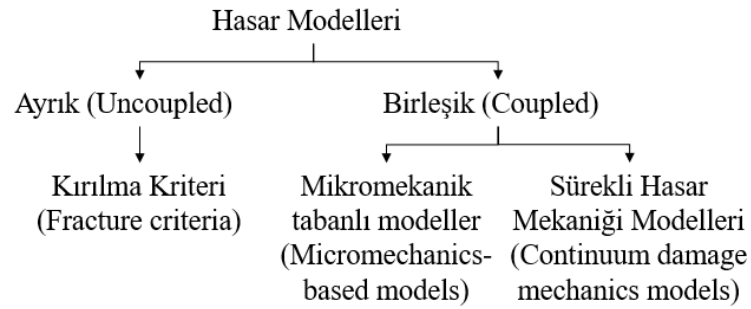 Hasar Modelleri
Ayrık (Uncoupled)
Birleşik (Coupled)
Kırılma Kriteri
(Fracture criteria)
Mikromekanik
tabanlı modeller
(Micromechanics-
based models)
Sürekli Hasar
Mekaniği Modelleri
(Continuum damage
mechanics models)